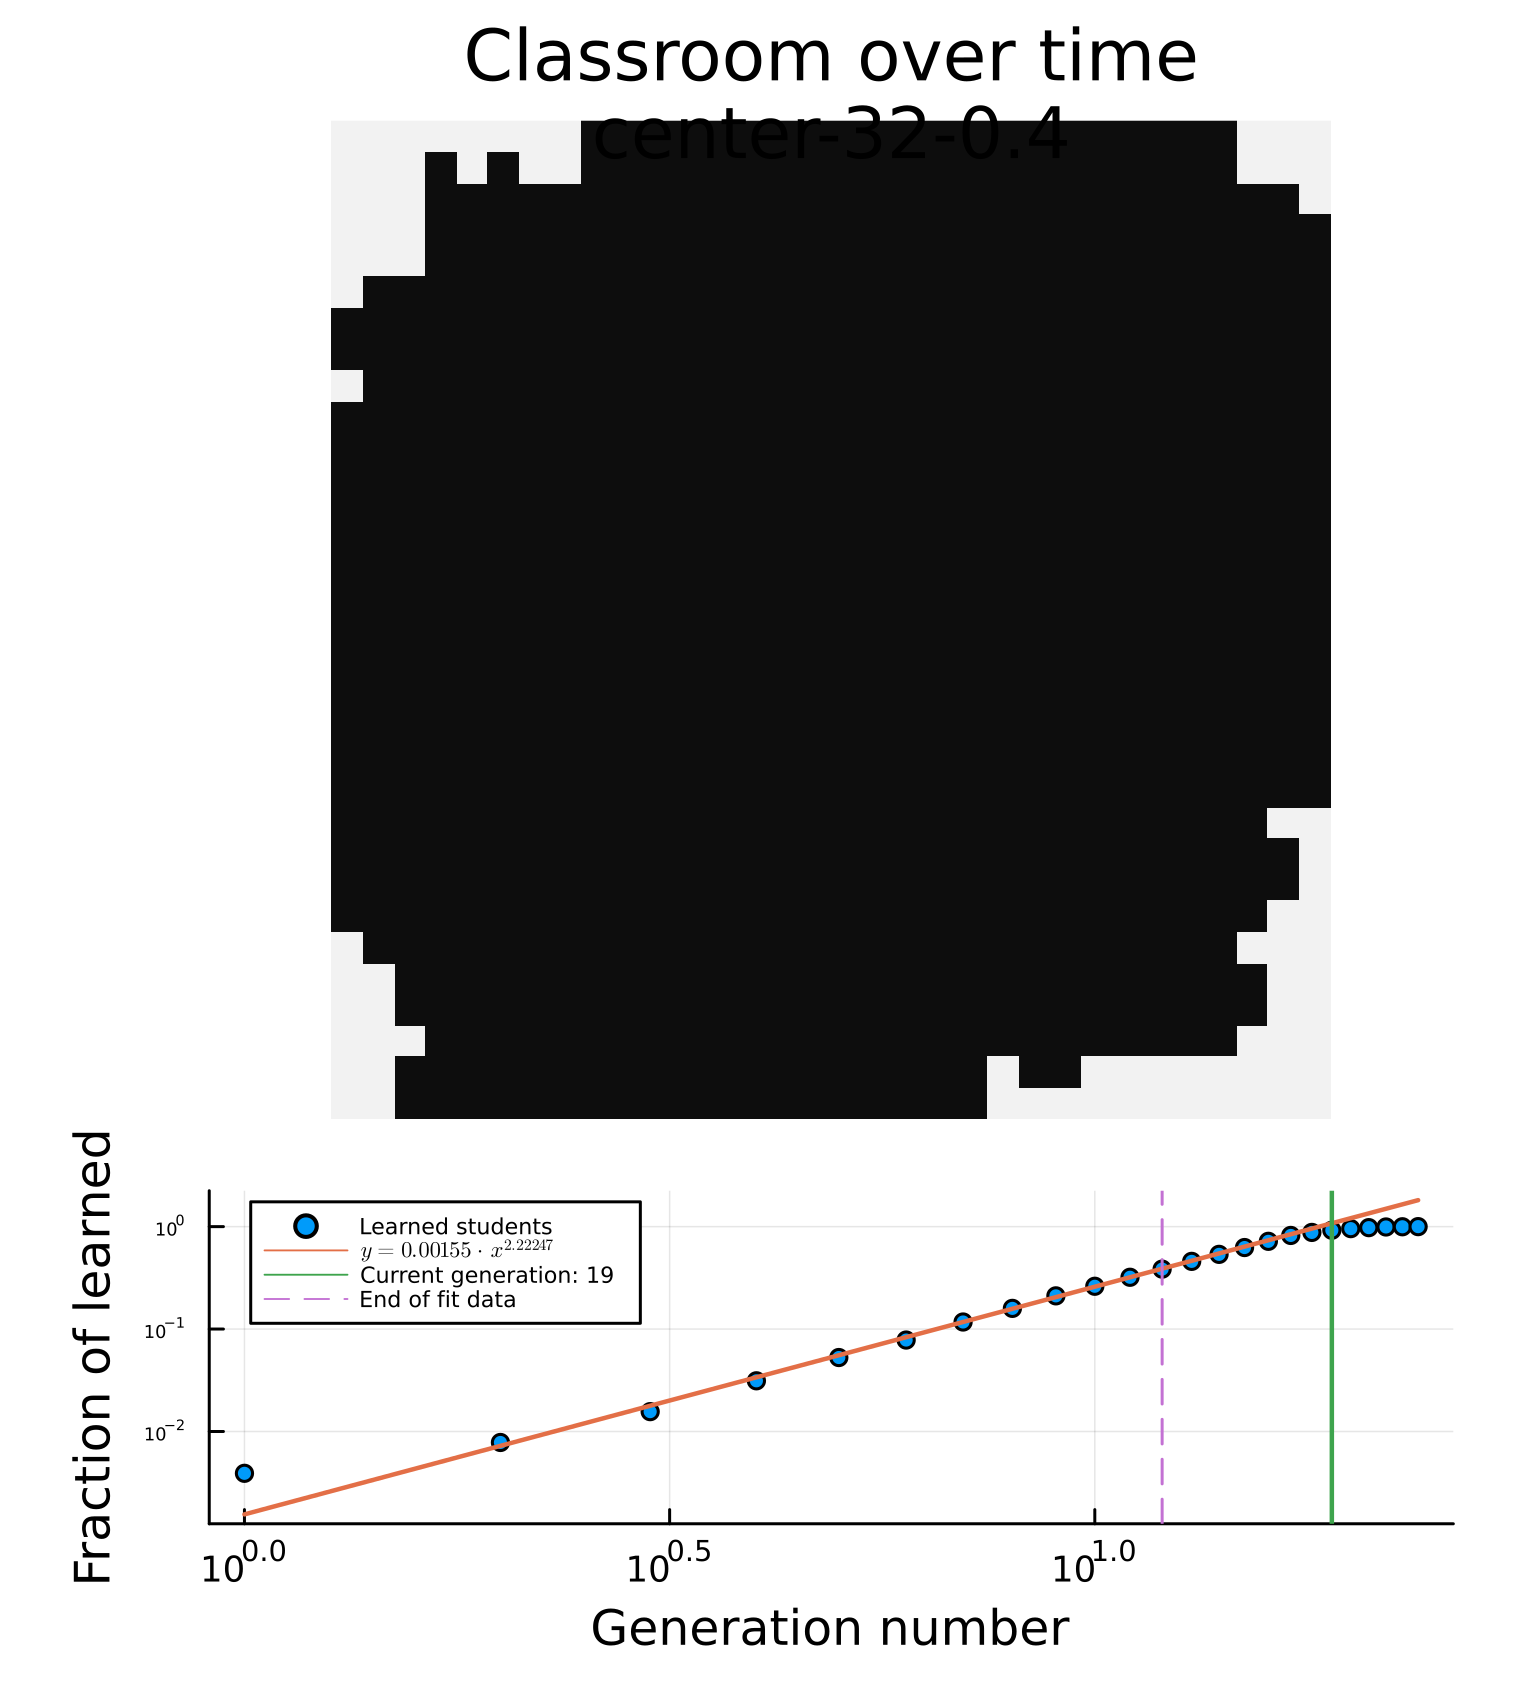 Classroom over time
center-32-0.4
Fraction of learned
10⁰
10⁻¹
10⁻²
Learned students
y = 0.00155 · x^2.22247
Current generation: 19
End of fit data
10^0.0
10^0.5
10^1.0
Generation number